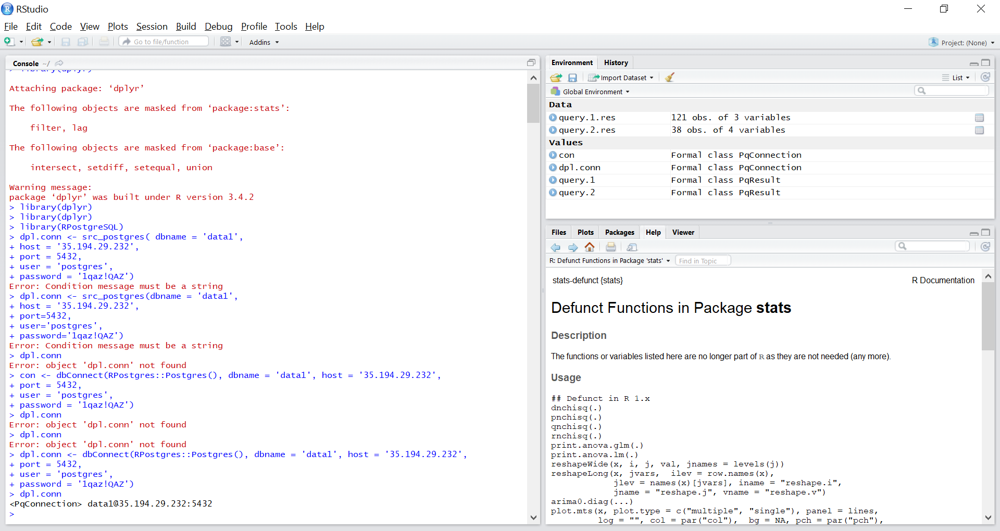 RStudio
File Edit Code View Plots Session Build Debug Profile Tools Help
Go to file/function Addins Project: (None)
Console ~/
> library(dplyr)
Attaching package: ‘dplyr’
The following objects are masked from ‘package:stats’:
filter, lag
The following objects are masked from ‘package:base’:
intersect, setdiff, setequal, union
Warning message:
package ‘dplyr’ was built under R version 3.4.2
> library(dplyr)
> library(dplyr)
> library(RPostgreSQL)
> dpl.conn <- src_postgres( dbname = 'data1',
+ host = '35.194.29.232',
+ port = 5432,
+ user = 'postgres',
+ password = '1qaz!QAZ')
Error: Condition message must be a string
> dpl.conn <- src_postgres(dbname = 'data1',
+ host = '35.194.29.232',
+ port=5432,
+ user='postgres',
+ password='1qaz!QAZ')
Error: Condition message must be a string
> dpl.conn
Error: object 'dpl.conn' not found
> con <- dbConnect(RPostgres::Postgres(), dbname = 'data1', host = '35.194.29.232',
+ port = 5432,
+ user = 'postgres',
+ password = '1qaz!QAZ')
> dpl.conn
Error: object 'dpl.conn' not found
> dpl.conn
Error: object 'dpl.conn' not found
> dpl.conn <- dbConnect(RPostgres::Postgres(), dbname = 'data1', host = '35.194.29.232',
+ port = 5432,
+ user = 'postgres',
+ password = '1qaz!QAZ')
> dpl.conn
<PqConnection> data1@35.194.29.232:5432
>
Environment History
Import Dataset List
Global Environment
Data
query.1.res 121 obs. of 3 variables
query.2.res 38 obs. of 4 variables
Values
con Formal class PqConnection
dpl.conn Formal class PqConnection
query.1 Formal class PqResult
query.2 Formal class PqResult
Files Plots Packages Help Viewer
R: Defunct Functions in Package 'stats' Find in Topic
stats-defunct {stats} R Documentation
Defunct Functions in Package stats
Description
The functions or variables listed here are no longer part of R as they are not needed (any more).
Usage
## Defunct in R 1.x
dnchisq(.)
pnchisq(.)
qnchisq(.)
rnchisq(.)
print.anova.glm(.)
print.anova.lm(.)
reshapeWide(x, i, j, val, jnames = levels(j))
reshapeLong(x, jvars, ilev = row.names(x),
jlev = names(x)[jvars], iname = "reshape.i",
jname = "reshape.j", vname = "reshape.v")
arima0.diag(...)
plot.mts(x, plot.type = c("multiple", "single"), panel = lines,
log = "", col = par("col"), bg = NA, pch = par("pch"),